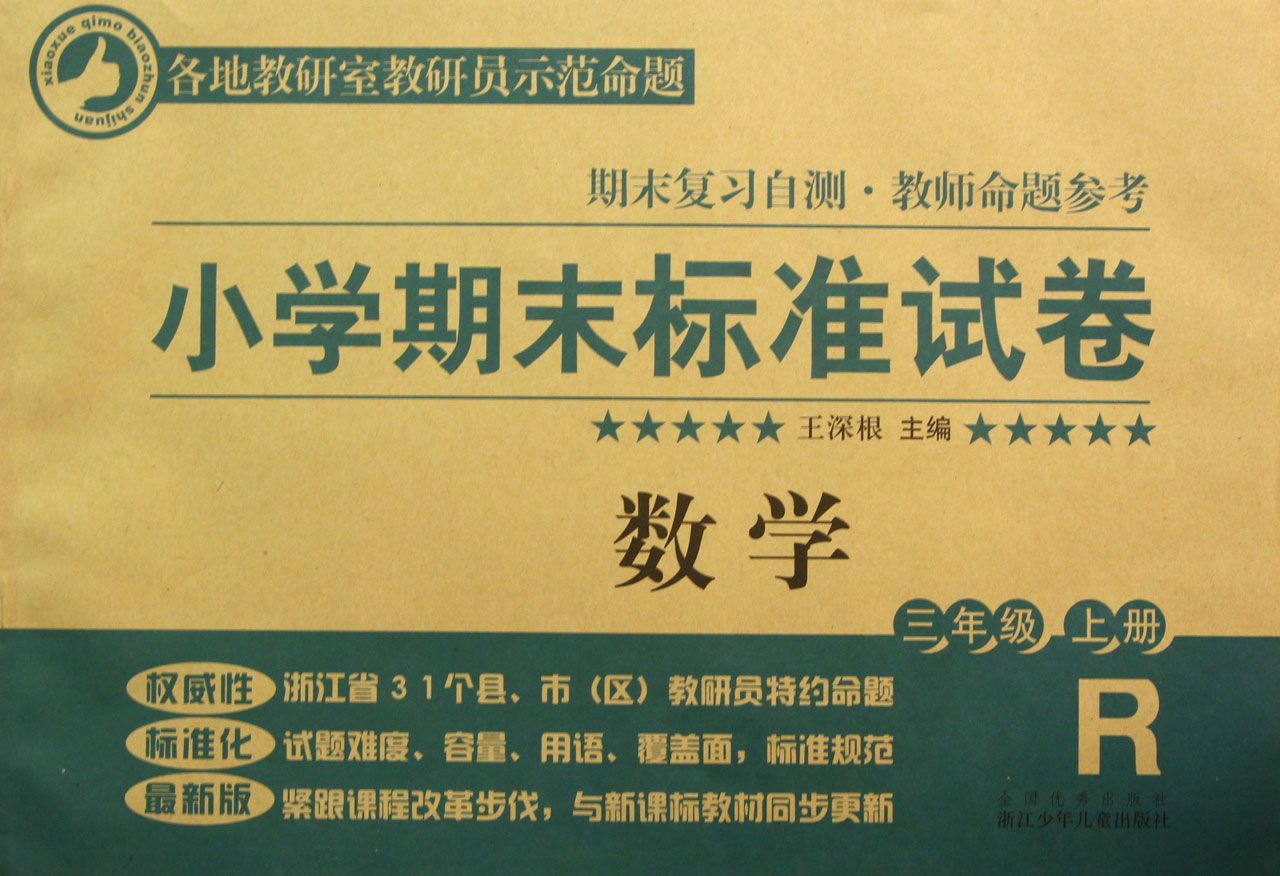 xiaoxue qimo biaozhun shijuan
各地教研室教研员示范命题
期末复习自测·教师命题参考
小学期末标准试卷
★★★★★ 王深根 主编 ★★★★★
数学
三年级 上册
R
权威性 浙江省31个县、市（区）教研员特约命题
标准化 试题难度、容量、用语、覆盖面，标准规范
最新版 紧跟课程改革步伐，与新课标教材同步更新
全国优秀出版社
浙江少年儿童出版社